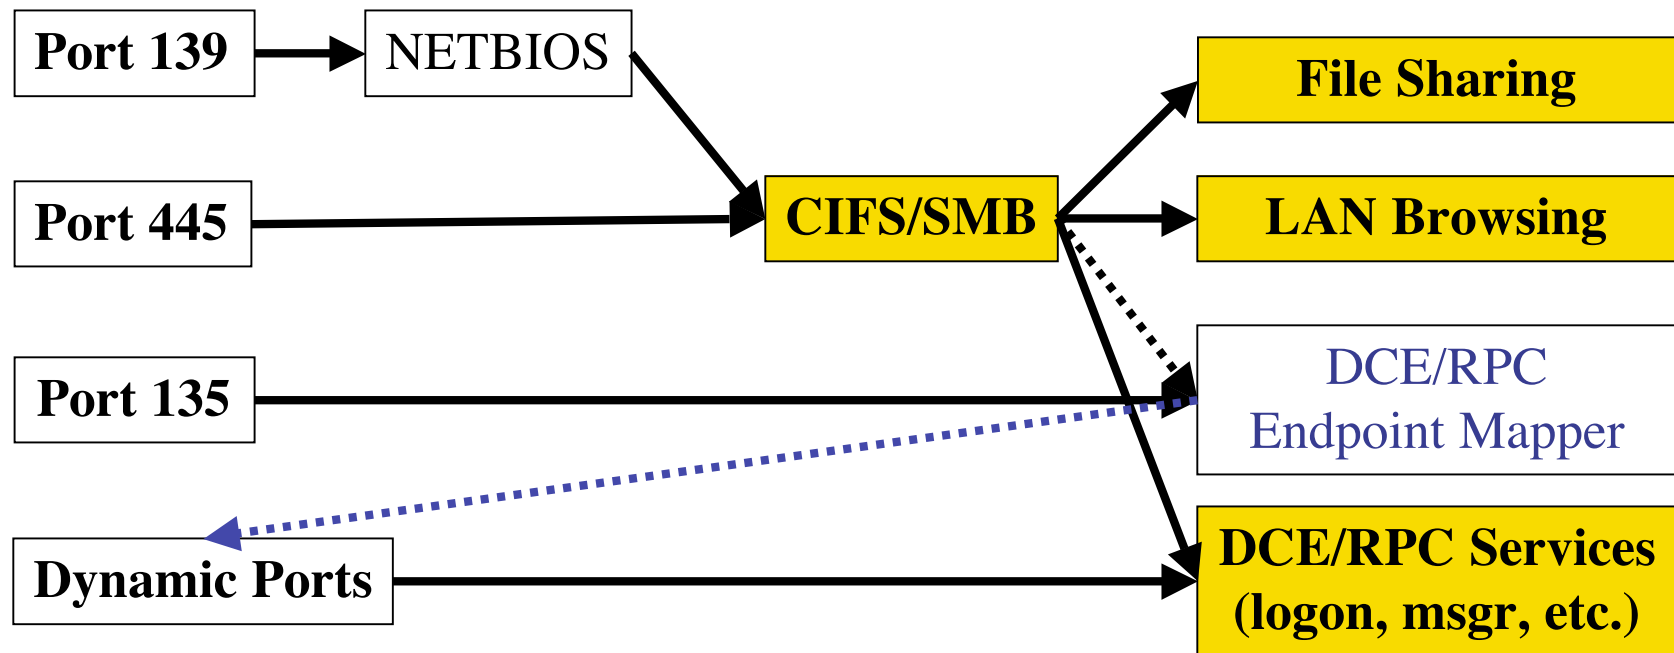 Port 139
NETBIOS
File Sharing
Port 445
CIFS/SMB
LAN Browsing
Port 135
DCE/RPC
Endpoint Mapper
Dynamic Ports
DCE/RPC Services
(logon, msgr, etc.)